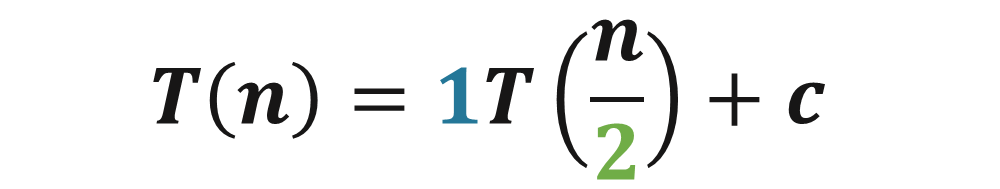 T(n) = 1T(n/2) + c